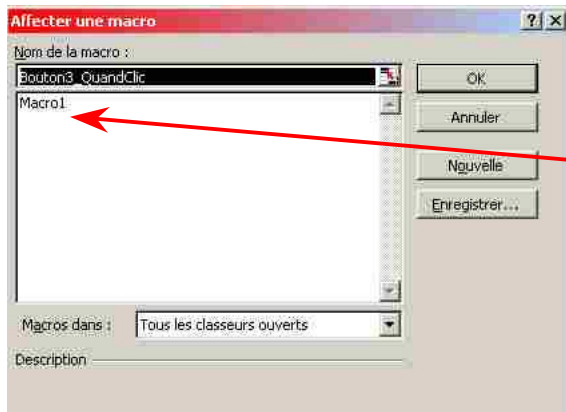 Affecter une macro
Nom de la macro :
Bouton3_QuandClic
Macro1
OK
Annuler
Nouvelle
Enregistrer...
Macros dans : Tous les classeurs ouverts
Description